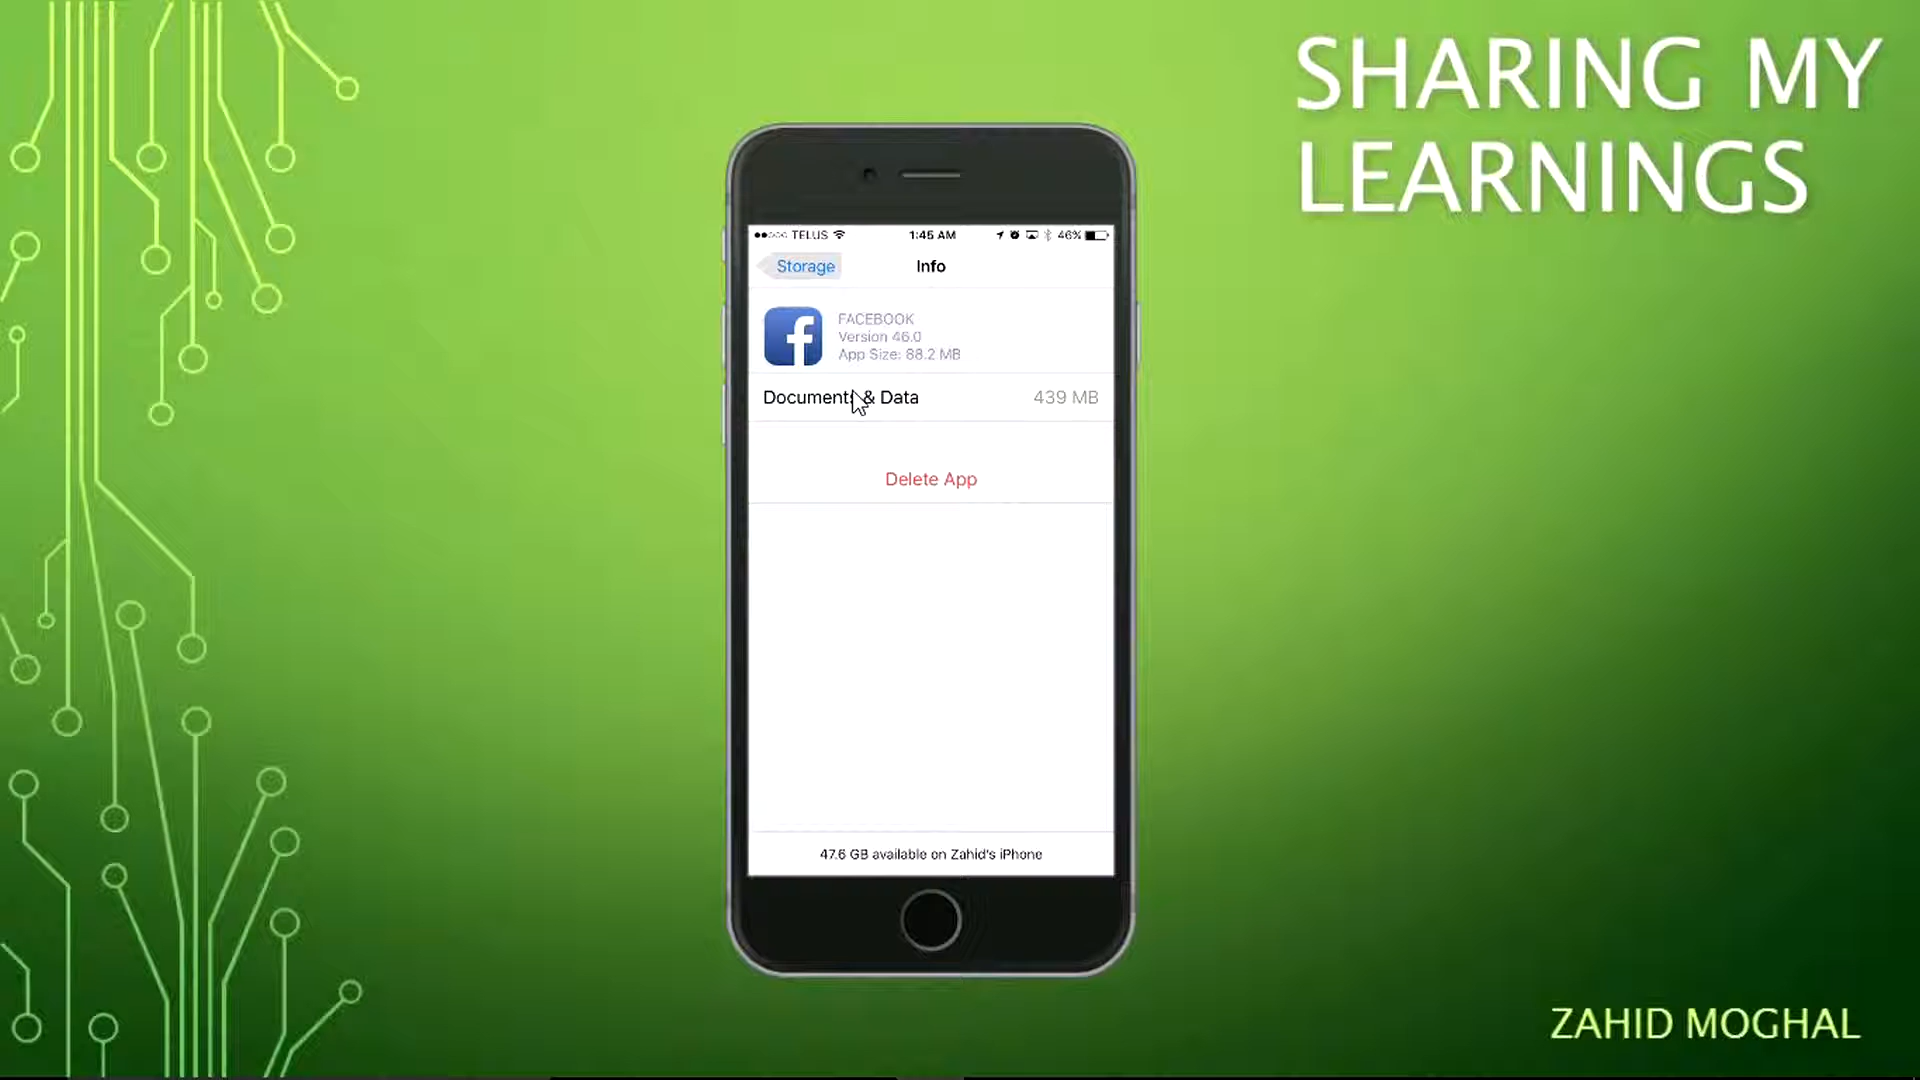 SHARING MY
LEARNINGS
TELUS 1:45 AM 46%
Storage Info
FACEBOOK
Version 46.0
App Size: 88.2 MB
Documents & Data 439 MB
Delete App
47.6 GB available on Zahid's iPhone
ZAHID MOGHAL